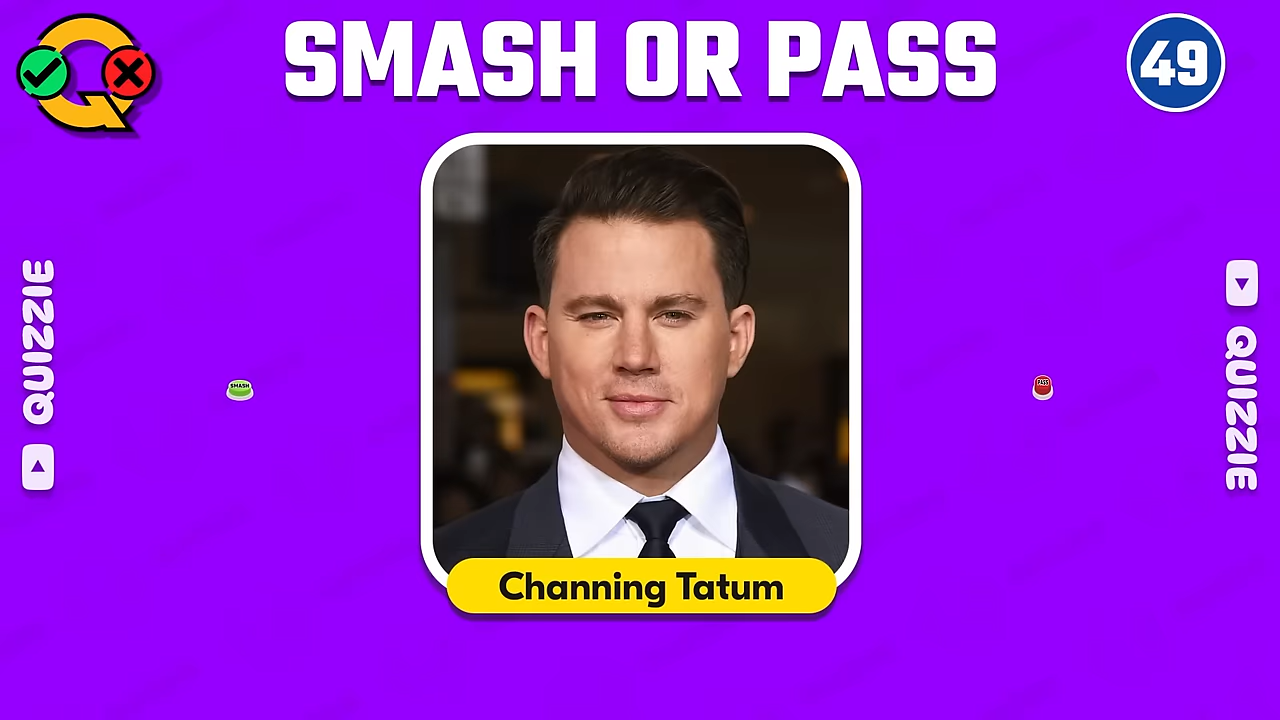 SMASH OR PASS
49
QUIZZIE
SMASH
PASS
QUIZZIE
Channing Tatum